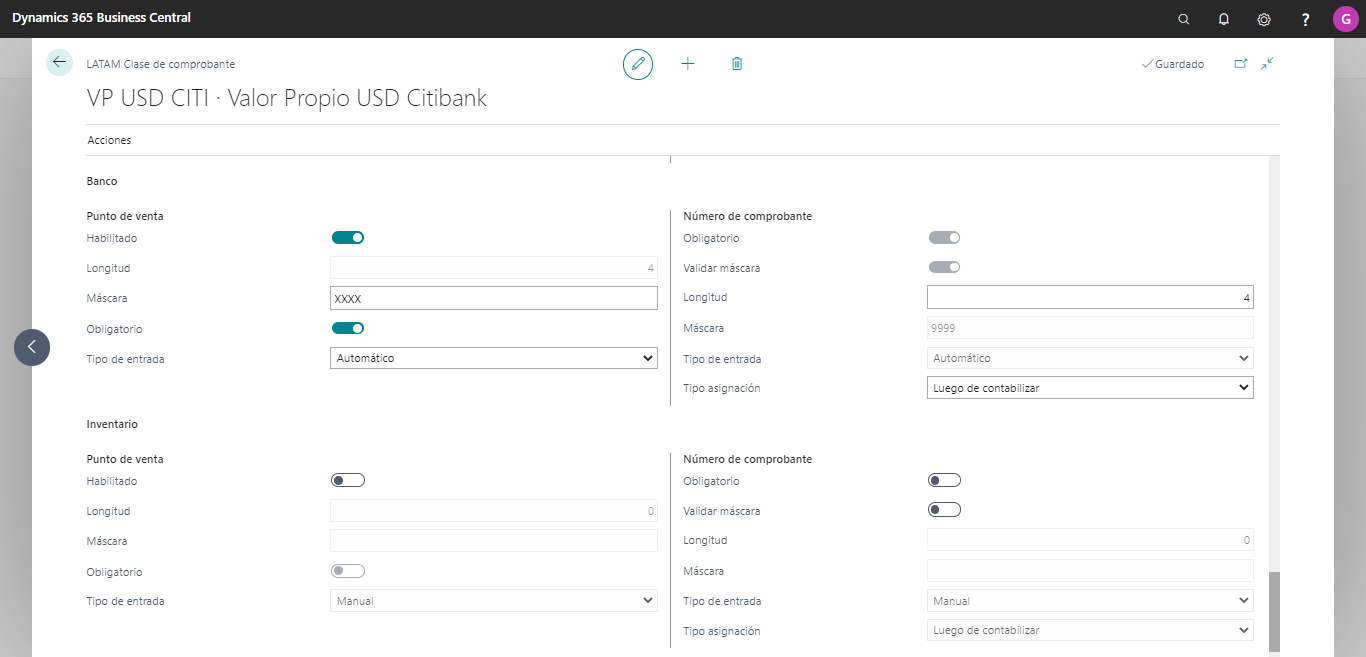 Dynamics 365 Business Central
?
G
LATAM Clase de comprobante
Guardado
VP USD CITI · Valor Propio USD Citibank
Acciones
Banco
Punto de venta
Habilitado
Longitud 4
Máscara XXXX
Obligatorio
Tipo de entrada Automático
Número de comprobante
Obligatorio
Validar máscara
Longitud 4
Máscara 9999
Tipo de entrada Automático
Tipo asignación Luego de contabilizar
Inventario
Punto de venta
Habilitado
Longitud 0
Máscara
Obligatorio
Tipo de entrada Manual
Número de comprobante
Obligatorio
Validar máscara
Longitud 0
Máscara
Tipo de entrada Manual
Tipo asignación Luego de contabilizar